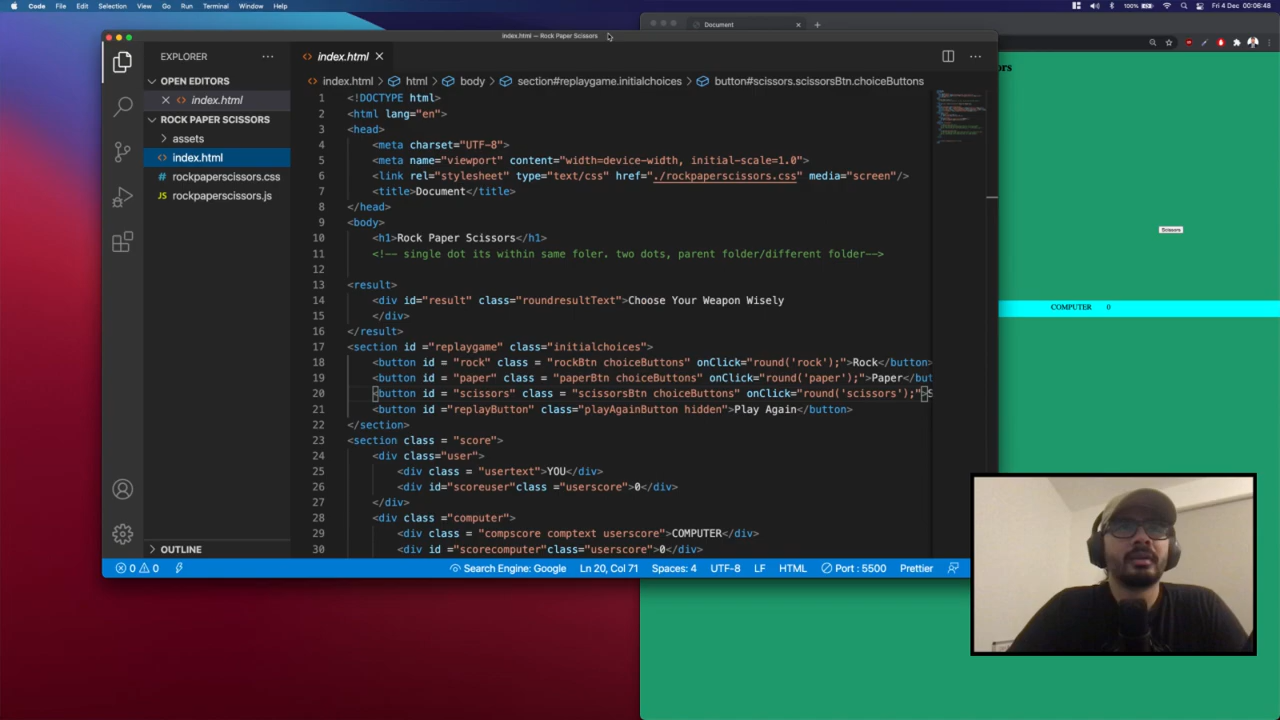 Code File Edit Selection View Go Run Terminal Window Help
100% Fri 4 Dec 00:06:48
Document
index.html — Rock Paper Scissors
EXPLORER
index.html
OPEN EDITORS
index.html
ROCK PAPER SCISSORS
assets
index.html
rockpaperscissors.css
rockpaperscissors.js
OUTLINE
index.html > html > body > section#replaygame.initialchoices > button#scissors.scissorsBtn.choiceButtons
1 <!DOCTYPE html>
2 <html lang="en">
3 <head>
4 <meta charset="UTF-8">
5 <meta name="viewport" content="width=device-width, initial-scale=1.0">
6 <link rel="stylesheet" type="text/css" href="./rockpaperscissors.css" media="screen"/>
7 <title>Document</title>
8 </head>
9 <body>
10 <h1>Rock Paper Scissors</h1>
11 <!-- single dot its within same foler. two dots, parent folder/different folder-->
12
13 <result>
14 <div id="result" class="roundresultText">Choose Your Weapon Wisely
15 </div>
16 </result>
17 <section id ="replaygame" class="initialchoices">
18 <button id = "rock" class = "rockBtn choiceButtons" onClick="round('rock');">Rock</button>
19 <button id = "paper" class = "paperBtn choiceButtons" onClick="round('paper');">Paper</but
20 <button id = "scissors" class = "scissorsBtn choiceButtons" onClick="round('scissors');">S
21 <button id ="replayButton" class="playAgainButton hidden">Play Again</button>
22 </section>
23 <section class = "score">
24 <div class="user">
25 <div class = "usertext">YOU</div>
26 <div id="scoreuser"class ="userscore">0</div>
27 </div>
28 <div class ="computer">
29 <div class = "compscore comptext userscore">COMPUTER</div>
30 <div id ="scorecomputer"class="userscore">0</div>
0 0 Search Engine: Google Ln 20, Col 71 Spaces: 4 UTF-8 LF HTML Port : 5500 Prettier
ors
Scissors
COMPUTER 0